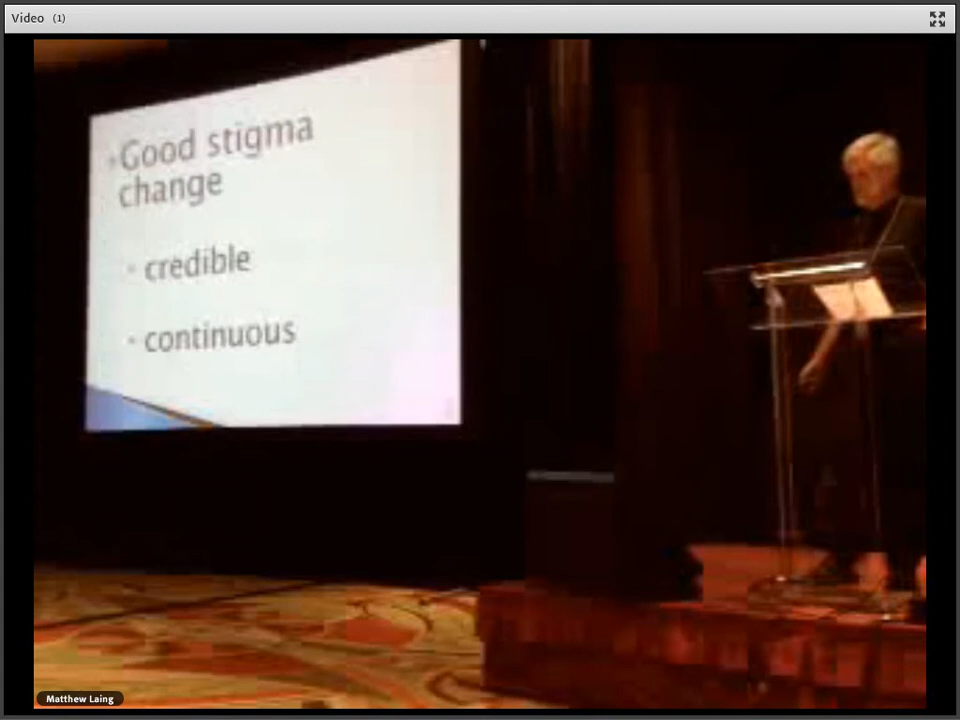 Video (1)
Good stigma
change
credible
continuous
Matthew Laing